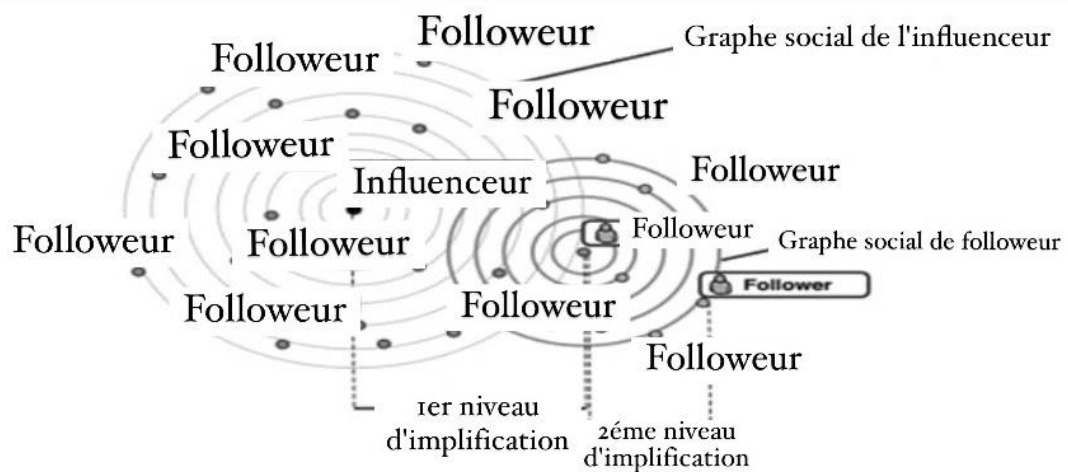 Followeur
Graphe social de l'influenceur
Followeur
Followeur
Followeur
Influenceur
Followeur
Followeur
Followeur
Followeur
Graphe social de followeur
Follower
Followeur
Followeur
Followeur
1er niveau
d'implification
2éme niveau
d'implification